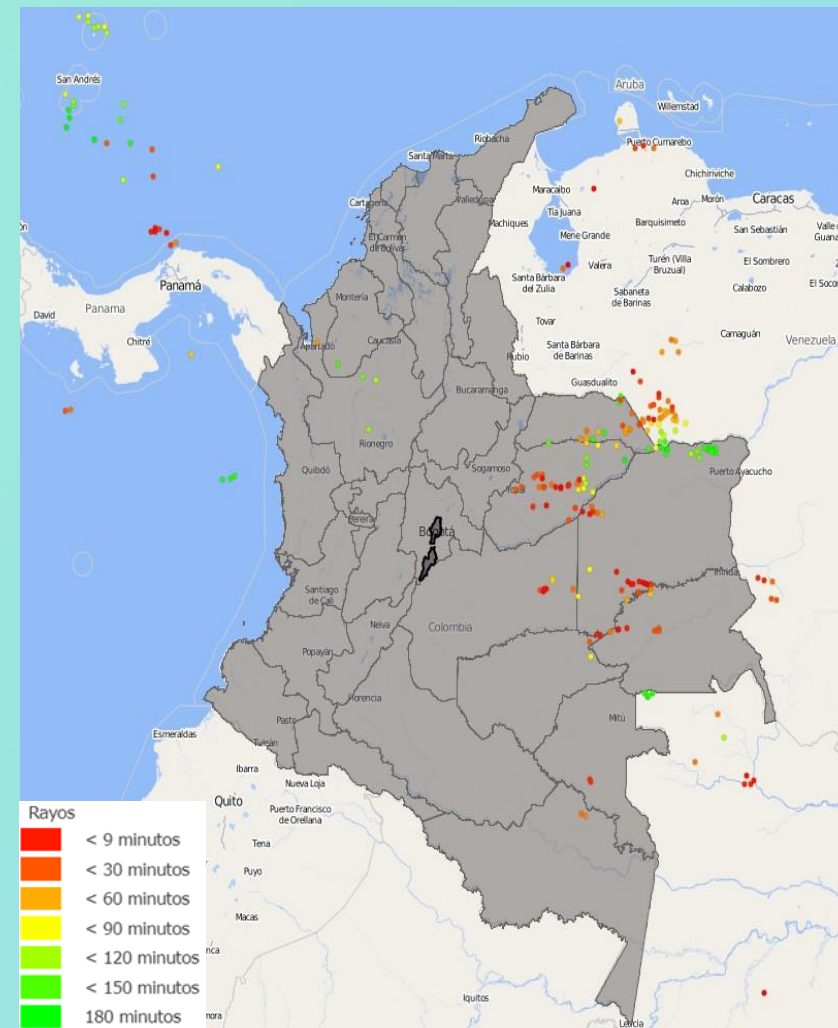 San Andrés
Aruba
Willemstad
Riobacha
Puerto Cumarebo
Santa Marta
Chichiriviche
Maracaibo
Aroa
Morón
Caracas
Cartagena
Valledupar
Tía Juana
Machiques
Barquisimeto
San Sebastián
Valle de
Guana
Mene Grande
El Carmen
de Bolívar
Valera
Turén (Villa
Bruzual)
El Sombrero
Santa Bárbara
del Zulia
Sabaneta
de Barinas
Calabozo
El Socor
Panamá
Montería
Panama
David
Tovar
Camaguán
Chitré
Apartadó
Caucasia
Rubio
Santa Bárbara
de Barinas
Venezuela
Guasdualito
Bucaramanga
Rionegro
Quibdó
Sogamoso
Puerto Ayacucho
Yopal
Pereira
Bogotá
Inírida
Santiago
de Cali
Neiva
Colombia
Popayán
Florencia
Mitú
Pasto
Esmeraldas
Tulcán
Ibarra
Nueva Loja
Quito
Puerto Francisco
de Orellana
Tena
Puyo
Macas
Iquitos
Leticia
Rayos
< 9 minutos
< 30 minutos
< 60 minutos
< 90 minutos
< 120 minutos
< 150 minutos
180 minutos